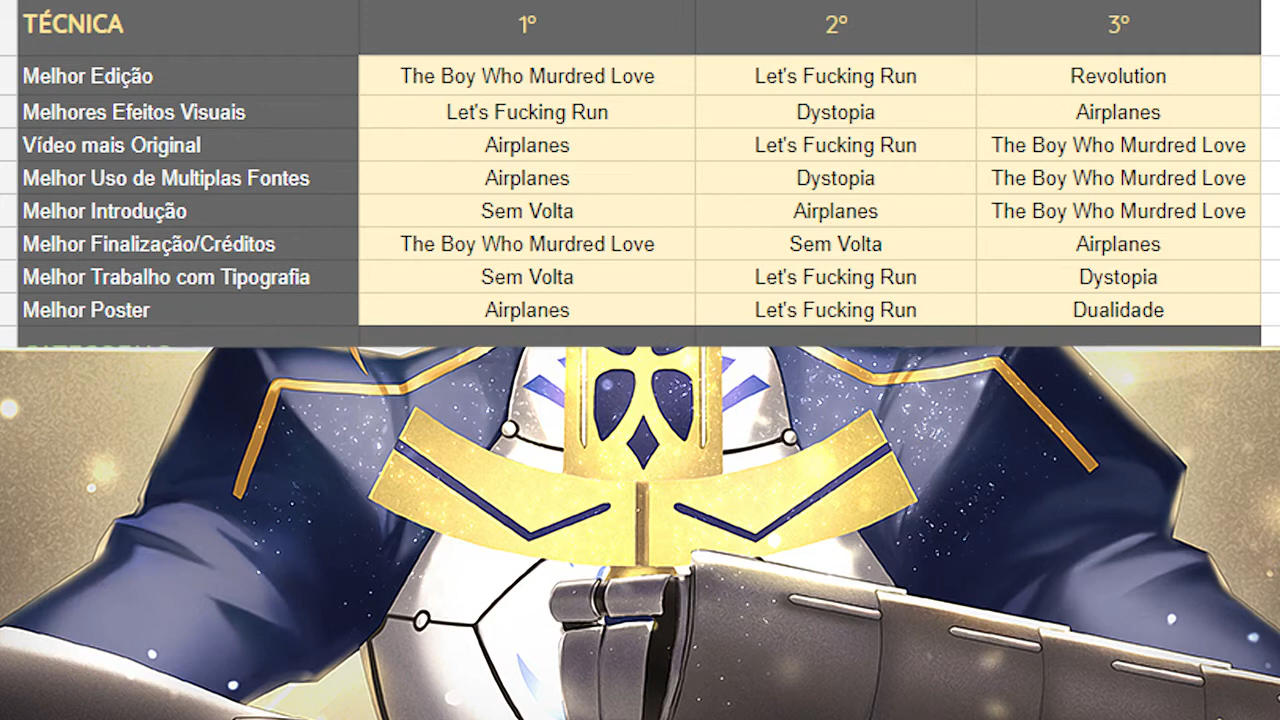 TÉCNICA 1º 2º 3º
Melhor Edição The Boy Who Murdred Love Let's Fucking Run Revolution
Melhores Efeitos Visuais Let's Fucking Run Dystopia Airplanes
Vídeo mais Original Airplanes Let's Fucking Run The Boy Who Murdred Love
Melhor Uso de Multiplas Fontes Airplanes Dystopia The Boy Who Murdred Love
Melhor Introdução Sem Volta Airplanes The Boy Who Murdred Love
Melhor Finalização/Créditos The Boy Who Murdred Love Sem Volta Airplanes
Melhor Trabalho com Tipografia Sem Volta Let's Fucking Run Dystopia
Melhor Poster Airplanes Let's Fucking Run Dualidade